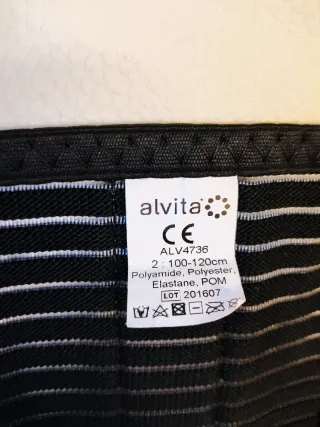 alvita
CE
ALV4736
2 : 100-120cm
Polyamide, Polyester,
Elastane, POM
LOT 201607